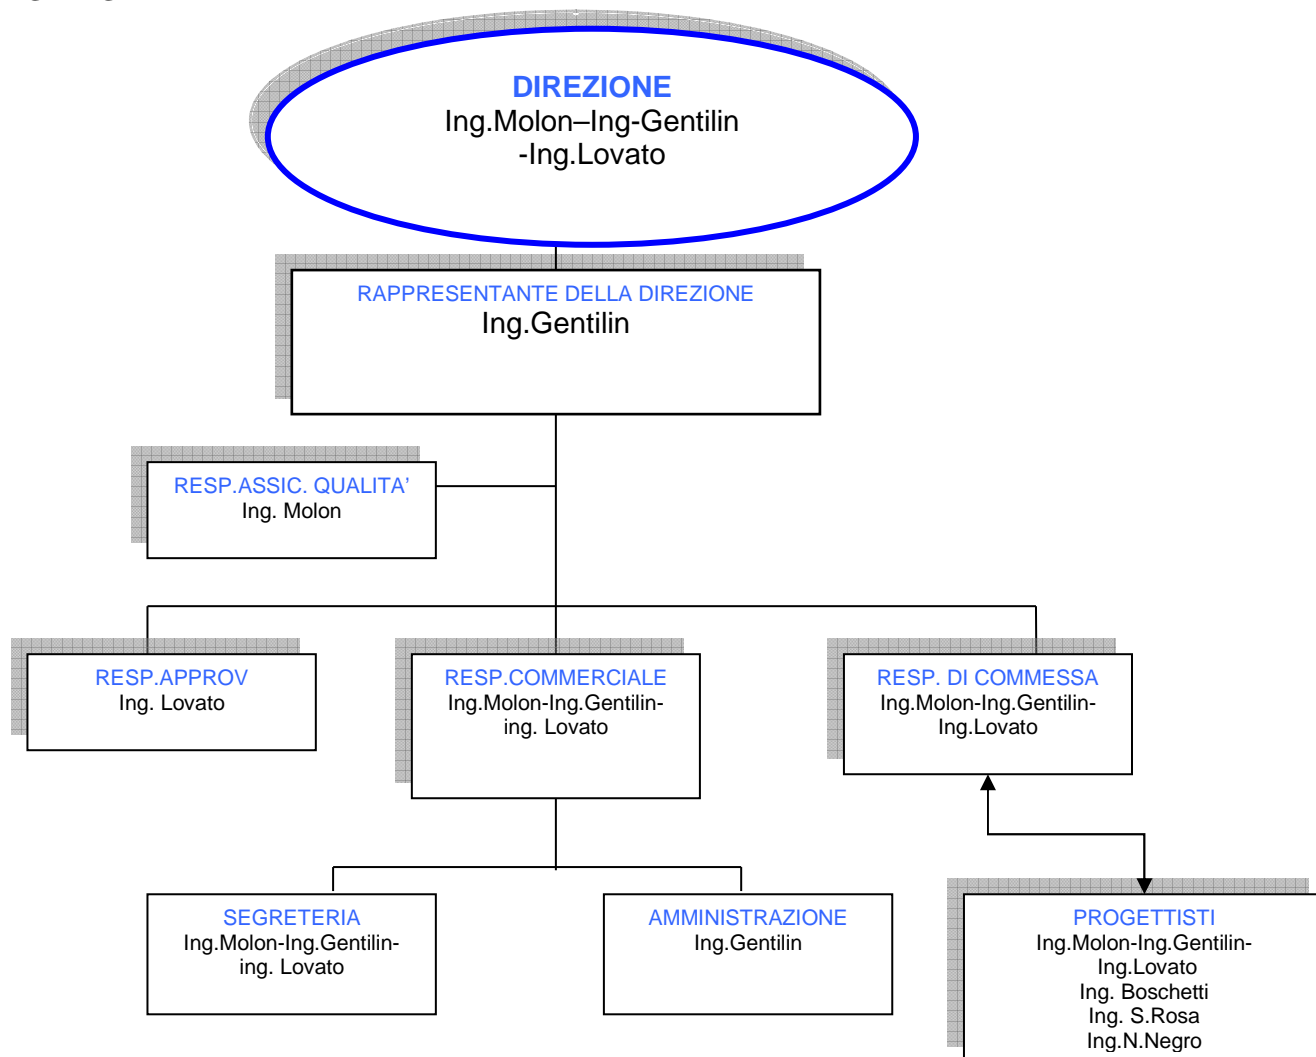 DIREZIONE
Ing.Molon–Ing-Gentilin
-Ing.Lovato
RAPPRESENTANTE DELLA DIREZIONE
Ing.Gentilin
RESP.ASSIC. QUALITA’
Ing. Molon
RESP.APPROV
Ing. Lovato
RESP.COMMERCIALE
Ing.Molon-Ing.Gentilin-
ing. Lovato
RESP. DI COMMESSA
Ing.Molon-Ing.Gentilin-
Ing.Lovato
SEGRETERIA
Ing.Molon-Ing.Gentilin-
ing. Lovato
AMMINISTRAZIONE
Ing.Gentilin
PROGETTISTI
Ing.Molon-Ing.Gentilin-
Ing.Lovato
Ing. Boschetti
Ing. S.Rosa
Ing.N.Negro